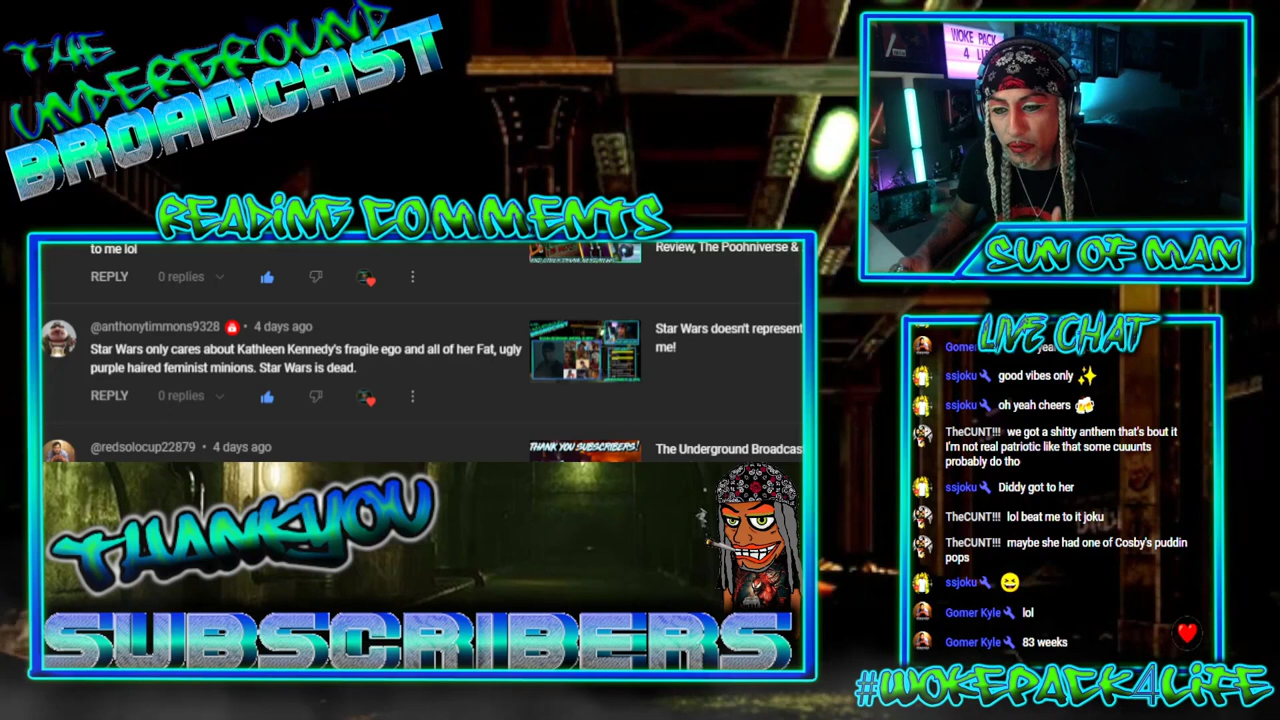 THE
UNDERGROUND
BROADCAST
WOKE PACK
4 LIFE
READING COMMENTS
to me lol
Review, The Poohniverse &
REPLY 0 replies
@anthonytimmons9328 • 4 days ago
Star Wars doesn't represent
Star Wars only cares about Kathleen Kennedy's fragile ego and all of her Fat, ugly
me!
purple haired feminist minions. Star Wars is dead.
REPLY 0 replies
@redsolocup22879 • 4 days ago
THANK YOU SUBSCRIBERS!
The Underground Broadcas
THANK YOU
SUBSCRIBERS
SUN OF MAN
LIVE CHAT
ssjoku good vibes only ✨
ssjoku oh yeah cheers 🍻
TheCUNT!!! we got a shitty anthem that's bout it
I'm not real patriotic like that some cuuunts
probably do tho
ssjoku Diddy got to her
TheCUNT!!! lol beat me to it joku
TheCUNT!!! maybe she had one of Cosby's puddin
pops
ssjoku 😆
Gomer Kyle lol
Gomer Kyle 83 weeks
#WOKEPACK4LIFE